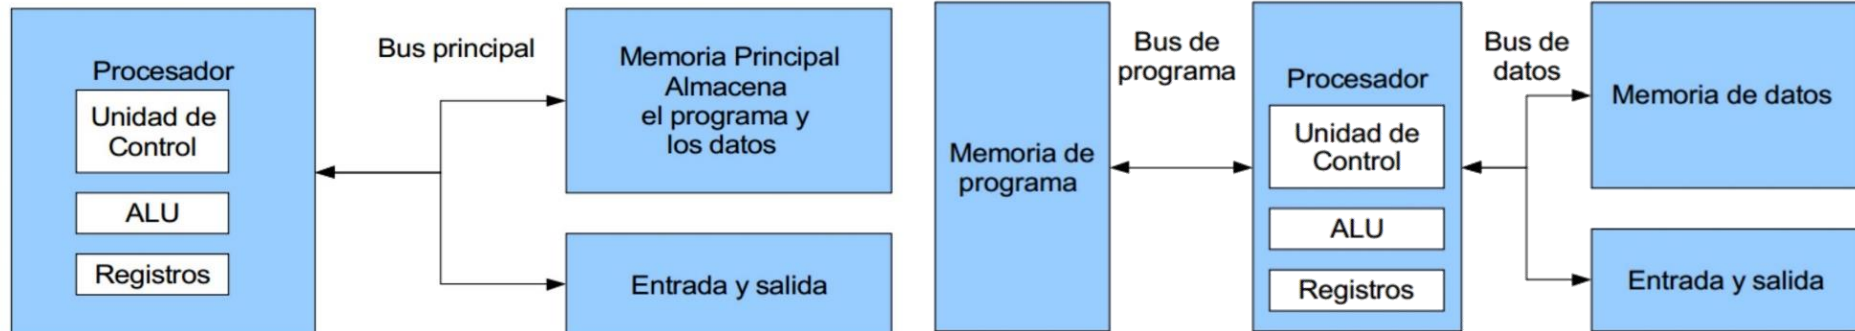 Procesador
Unidad de
Control
ALU
Registros
Bus principal
Memoria Principal
Almacena
el programa y
los datos
Entrada y salida
Memoria de
programa
Bus de
programa
Procesador
Unidad de
Control
ALU
Registros
Bus de
datos
Memoria de datos
Entrada y salida